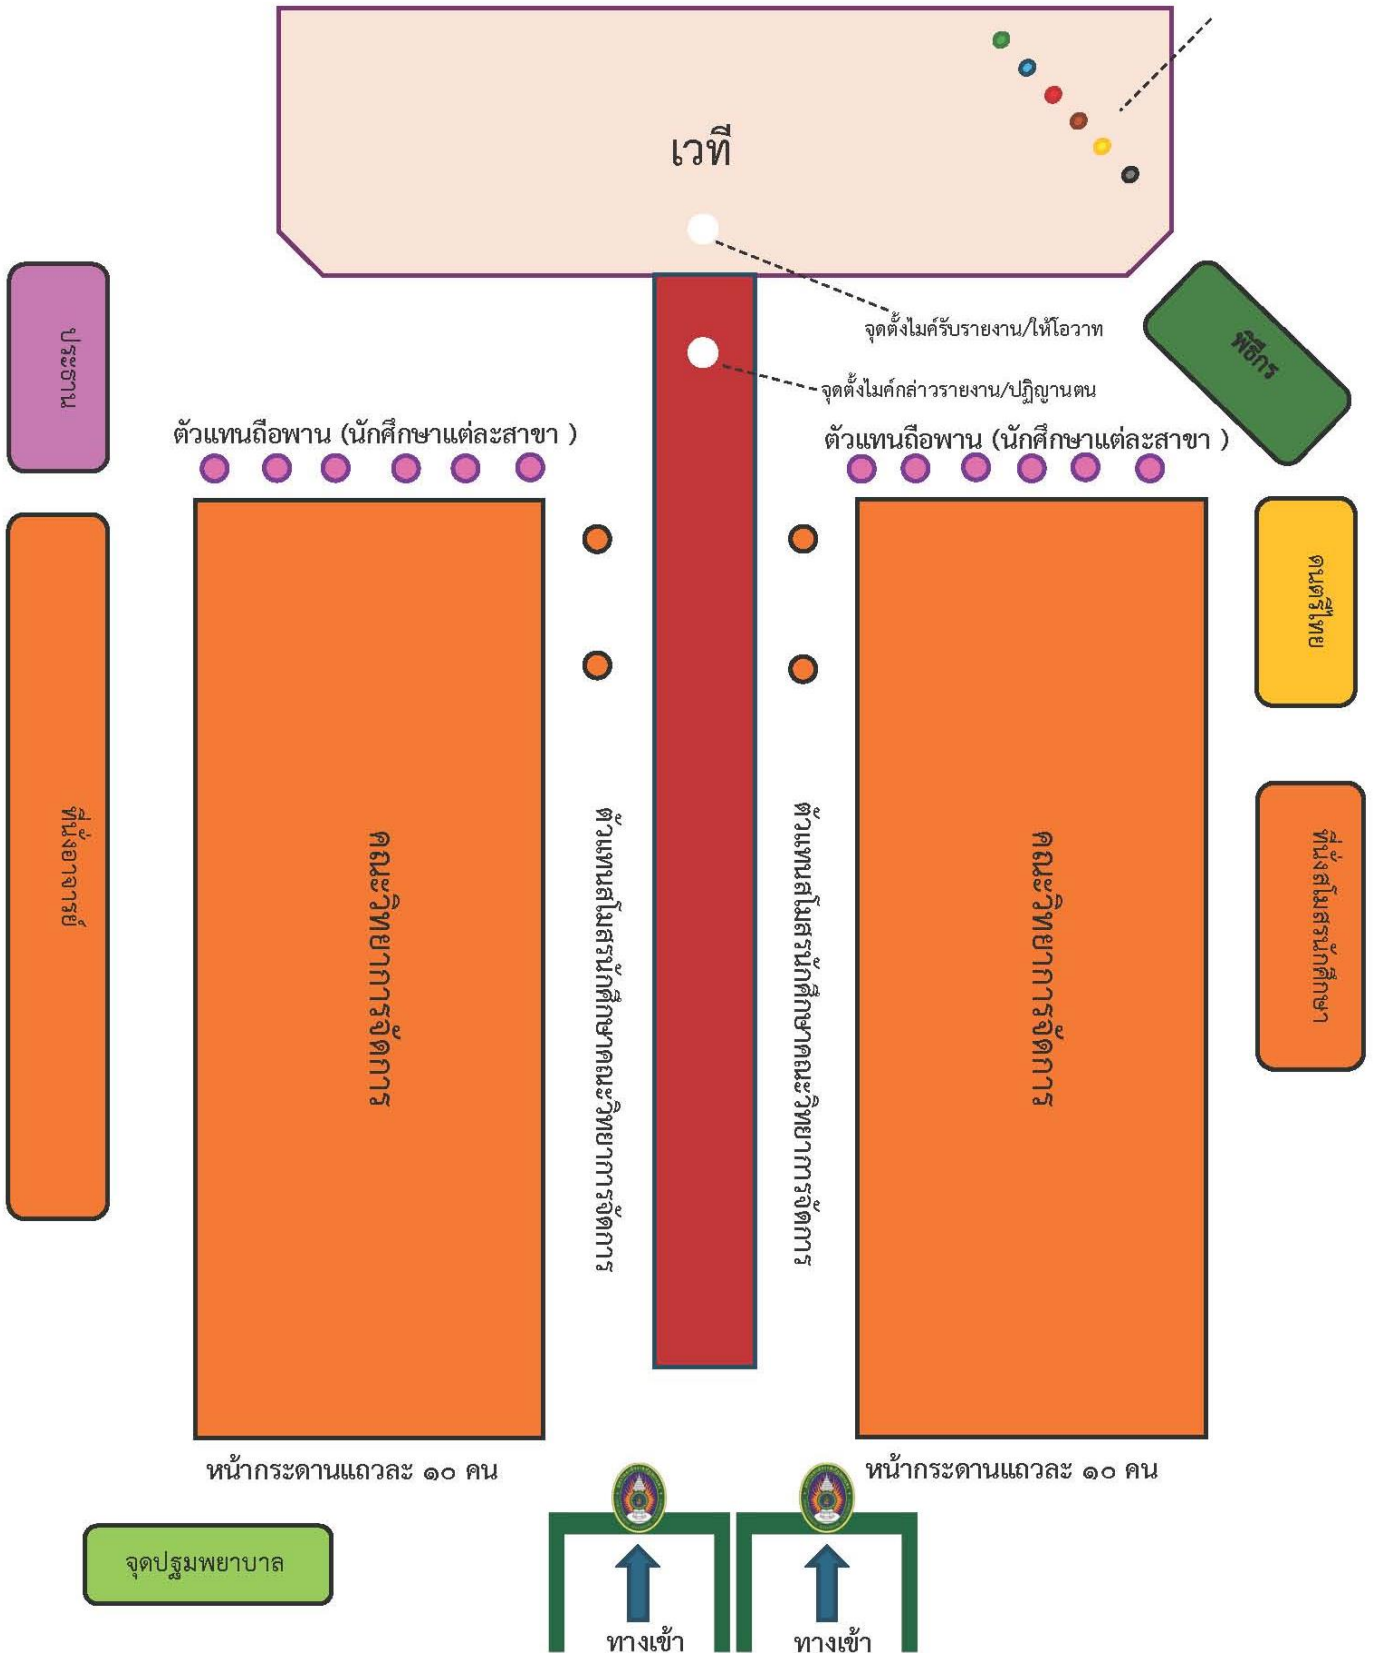 เวที
จุดตั้งไมค์รับรายงาน/ให้โอวาท
จุดตั้งไมค์กล่าวรายงาน/ปฏิญานตน
ประธาน
พิธีกร
ตัวแทนถือพาน (นักศึกษาแต่ละสาขา )
ตัวแทนถือพาน (นักศึกษาแต่ละสาขา )
ดนตรีไทย
ที่นั่งอาจารย์
คณะวิทยาการจัดการ
ตัวแทนสโมสรนักศึกษาคณะวิทยาการจัดการ
ตัวแทนสโมสรนักศึกษาคณะวิทยาการจัดการ
คณะวิทยาการจัดการ
ที่นั่งสโมสรนักศึกษา
หน้ากระดานแถวละ ๑๐ คน
หน้ากระดานแถวละ ๑๐ คน
จุดปฐมพยาบาล
ทางเข้า
ทางเข้า